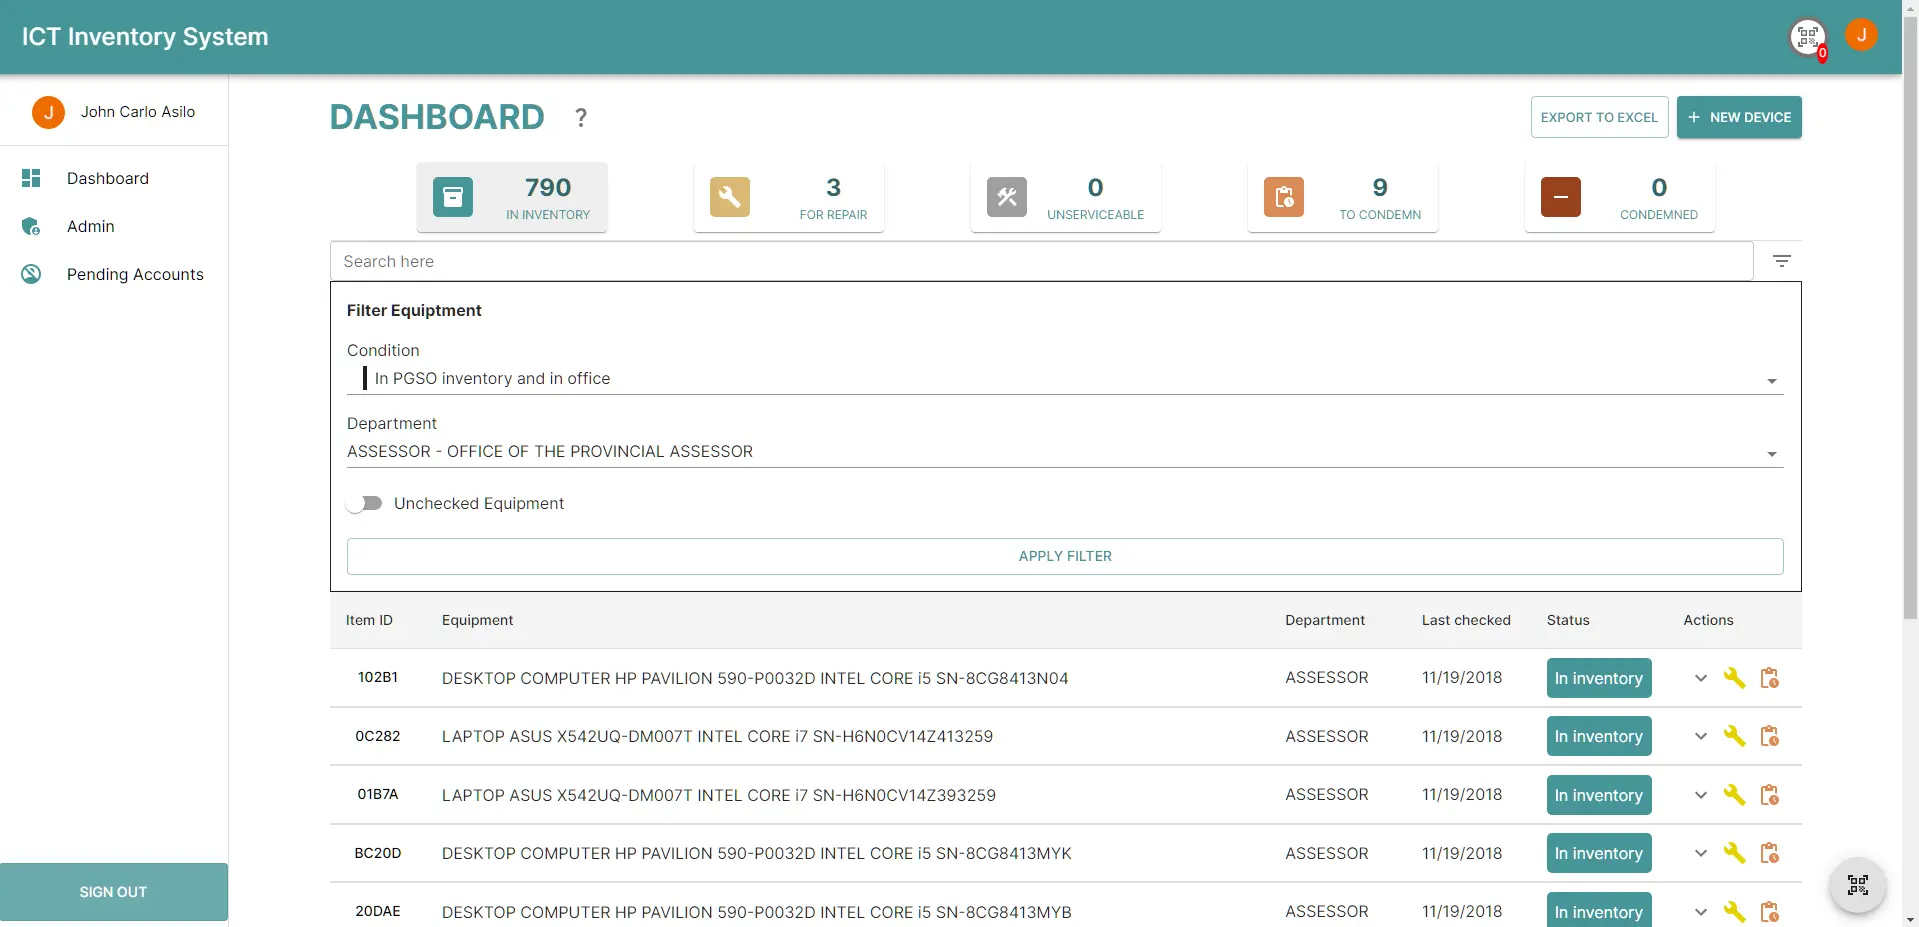 ICT Inventory System
0
J
J John Carlo Asilo
Dashboard
Admin
Pending Accounts
SIGN OUT
DASHBOARD ?
EXPORT TO EXCEL
+ NEW DEVICE
790
IN INVENTORY
3
FOR REPAIR
0
UNSERVICEABLE
9
TO CONDEMN
0
CONDEMNED
Search here
Filter Equiptment
Condition
In PGSO inventory and in office
Department
ASSESSOR - OFFICE OF THE PROVINCIAL ASSESSOR
Unchecked Equipment
APPLY FILTER
Item ID Equipment Department Last checked Status Actions
102B1 DESKTOP COMPUTER HP PAVILION 590-P0032D INTEL CORE i5 SN-8CG8413N04 ASSESSOR 11/19/2018 In inventory
0C282 LAPTOP ASUS X542UQ-DM007T INTEL CORE i7 SN-H6N0CV14Z413259 ASSESSOR 11/19/2018 In inventory
01B7A LAPTOP ASUS X542UQ-DM007T INTEL CORE i7 SN-H6N0CV14Z393259 ASSESSOR 11/19/2018 In inventory
BC20D DESKTOP COMPUTER HP PAVILION 590-P0032D INTEL CORE i5 SN-8CG8413MYK ASSESSOR 11/19/2018 In inventory
20DAE DESKTOP COMPUTER HP PAVILION 590-P0032D INTEL CORE i5 SN-8CG8413MYB ASSESSOR 11/19/2018 In inventory